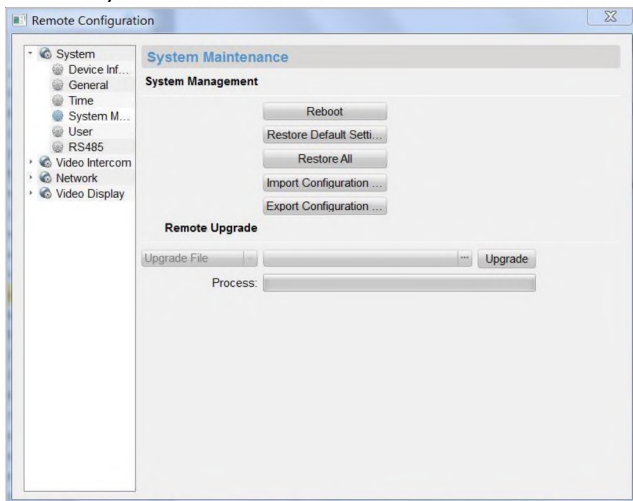 Remote Configuration
System
Device Inf...
General
Time
System M...
User
RS485
Video Intercom
Network
Video Display
System Maintenance
System Management
Reboot
Restore Default Setti...
Restore All
Import Configuration ...
Export Configuration ...
Remote Upgrade
Upgrade File
...
Upgrade
Process: